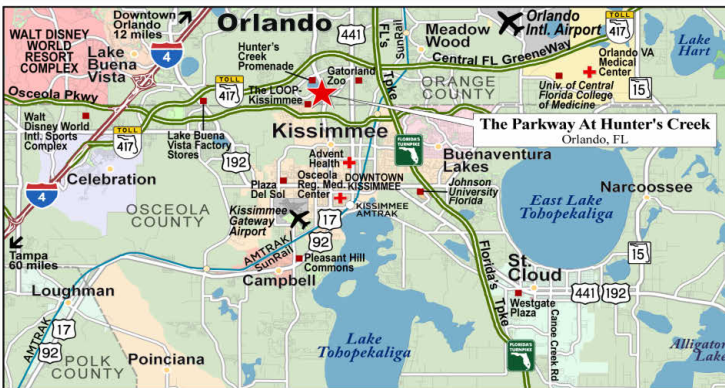 Downtown
Orlando
12 miles
Orlando
441
FL's
Tpke
SunRail
Meadow
Wood
Orlando
Intl. Airport
TOLL
417
Lake
Hart
WALT DISNEY
WORLD
RESORT
COMPLEX
Lake
Buena
Vista
4
Hunter's
Creek
Promenade
Gatorland
Zoo
Central FL GreeneWay
Orlando VA
Medical
Center
ORANGE
COUNTY
Univ. of Central
Florida College
of Medicine
15
Osceola Pkwy
TOLL
417
The LOOP-
Kissimmee
Walt
Disney World
Intl. Sports
Complex
TOLL
417
Lake Buena
Vista Factory
Stores
Kissimmee
The Parkway At Hunter's Creek
Orlando, FL
FLORIDA'S
TURNPIKE
192
Advent
Health
Buenaventura
Lakes
4
Celebration
Plaza
Del Sol
Osceola
Reg. Med.
Center
DOWNTOWN
KISSIMMEE
Johnson
University
Florida
East Lake
Tohopekaliga
Narcoossee
OSCEOLA
COUNTY
Kissimmee
Gateway
Airport
17
92
KISSIMMEE
AMTRAK
Tampa
60 miles
AMTRAK
SunRail
Pleasant Hill
Commons
Florida's
Tpke
St.
Cloud
15
Loughman
Campbell
441
192
Westgate
Plaza
Canoe Creek Rd
AMTRAK
17
92
POLK
COUNTY
Poinciana
Lake
Tohopekaliga
FLORIDA'S
TURNPIKE
Alligator
Lake